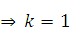 ⇒ k = 1